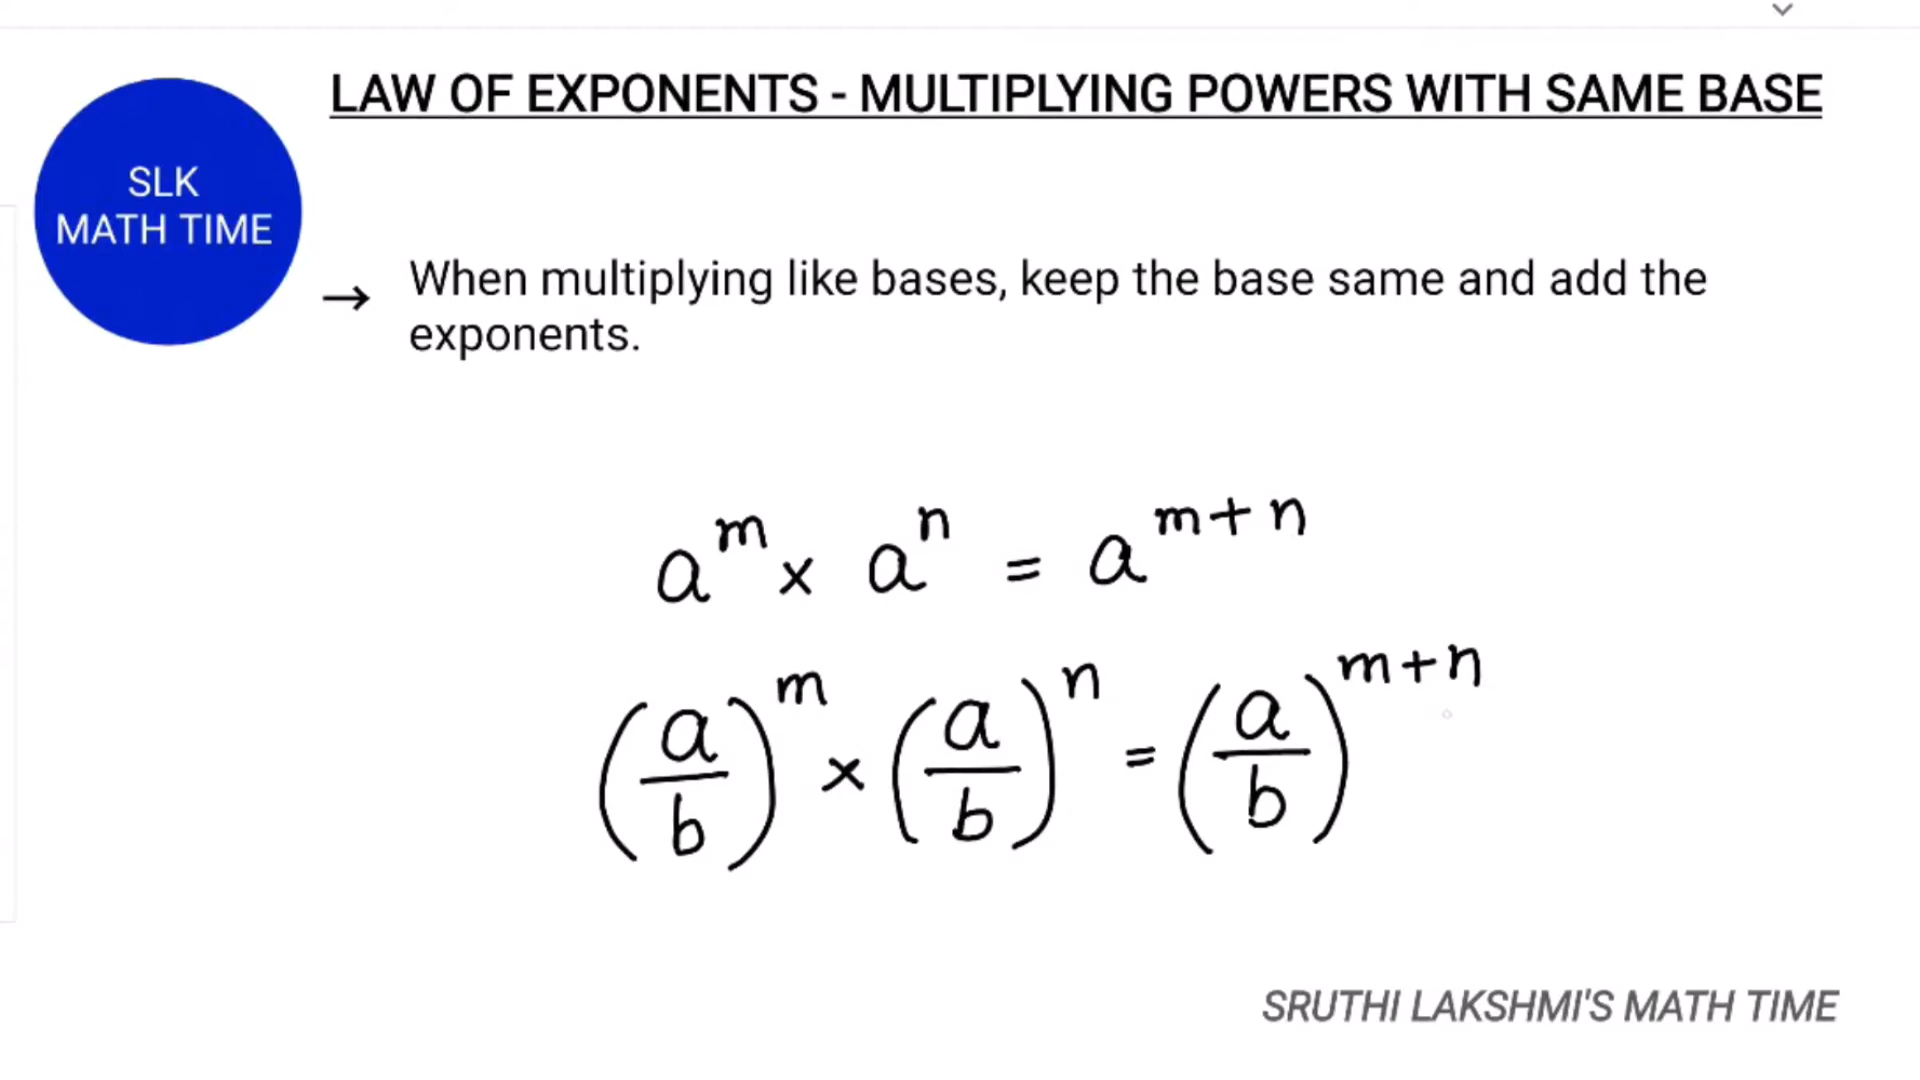 LAW OF EXPONENTS - MULTIPLYING POWERS WITH SAME BASE
SLK
MATH TIME
→ When multiplying like bases, keep the base same and add the
exponents.
a^m × a^n = a^(m+n)
(a/b)^m × (a/b)^n = (a/b)^(m+n)
SRUTHI LAKSHMI'S MATH TIME